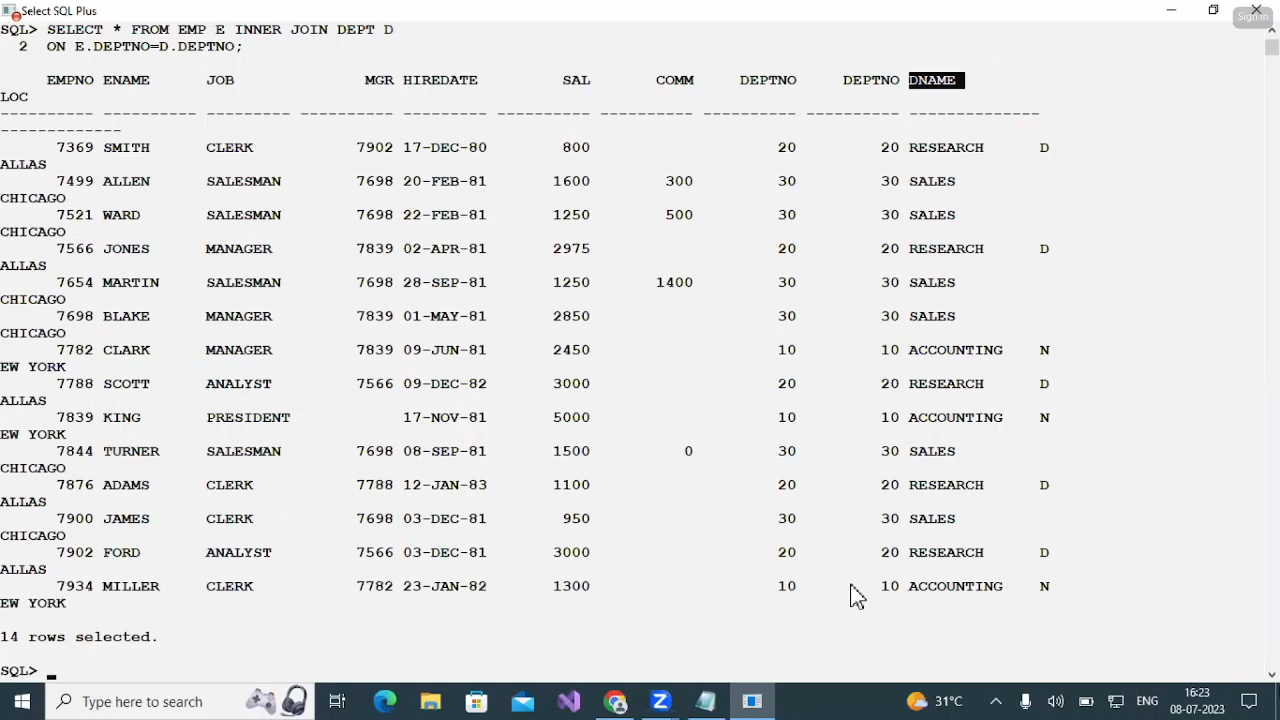 Select SQL Plus
Sign in
SQL> SELECT * FROM EMP E INNER JOIN DEPT D
2 ON E.DEPTNO=D.DEPTNO;
EMPNO ENAME JOB MGR HIREDATE SAL COMM DEPTNO DEPTNO DNAME
LOC
---------- ---------- --------- ---------- --------- ---------- ---------- ---------- ---------- --------------
-------------
7369 SMITH CLERK 7902 17-DEC-80 800 20 20 RESEARCH D
ALLAS
7499 ALLEN SALESMAN 7698 20-FEB-81 1600 300 30 30 SALES
CHICAGO
7521 WARD SALESMAN 7698 22-FEB-81 1250 500 30 30 SALES
CHICAGO
7566 JONES MANAGER 7839 02-APR-81 2975 20 20 RESEARCH D
ALLAS
7654 MARTIN SALESMAN 7698 28-SEP-81 1250 1400 30 30 SALES
CHICAGO
7698 BLAKE MANAGER 7839 01-MAY-81 2850 30 30 SALES
CHICAGO
7782 CLARK MANAGER 7839 09-JUN-81 2450 10 10 ACCOUNTING N
EW YORK
7788 SCOTT ANALYST 7566 09-DEC-82 3000 20 20 RESEARCH D
ALLAS
7839 KING PRESIDENT 17-NOV-81 5000 10 10 ACCOUNTING N
EW YORK
7844 TURNER SALESMAN 7698 08-SEP-81 1500 0 30 30 SALES
CHICAGO
7876 ADAMS CLERK 7788 12-JAN-83 1100 20 20 RESEARCH D
ALLAS
7900 JAMES CLERK 7698 03-DEC-81 950 30 30 SALES
CHICAGO
7902 FORD ANALYST 7566 03-DEC-81 3000 20 20 RESEARCH D
ALLAS
7934 MILLER CLERK 7782 23-JAN-82 1300 10 10 ACCOUNTING N
EW YORK
14 rows selected.
SQL>
Type here to search
31°C
ENG
16:23
08-07-2023